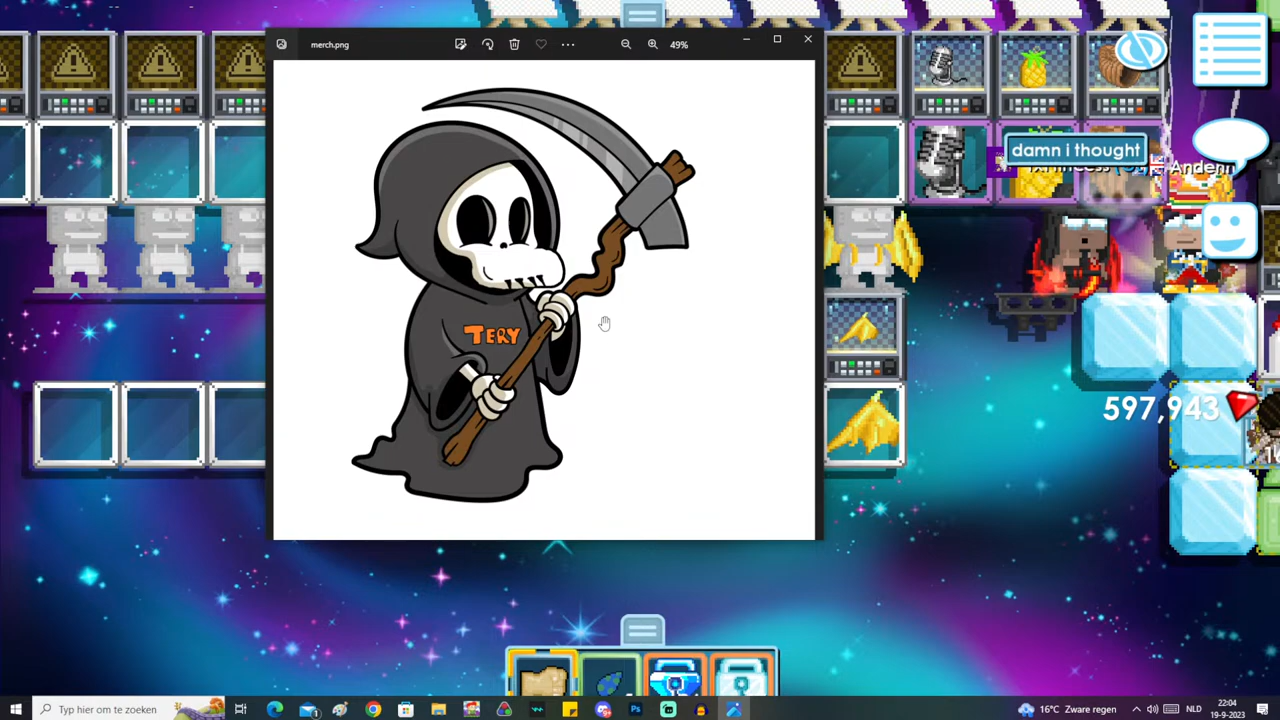 merch.png
49%
damn i thought
Andenn
TERY
597,943
Typ hier om te zoeken
16°C Zware regen
NLD
22:04
19-9-2023